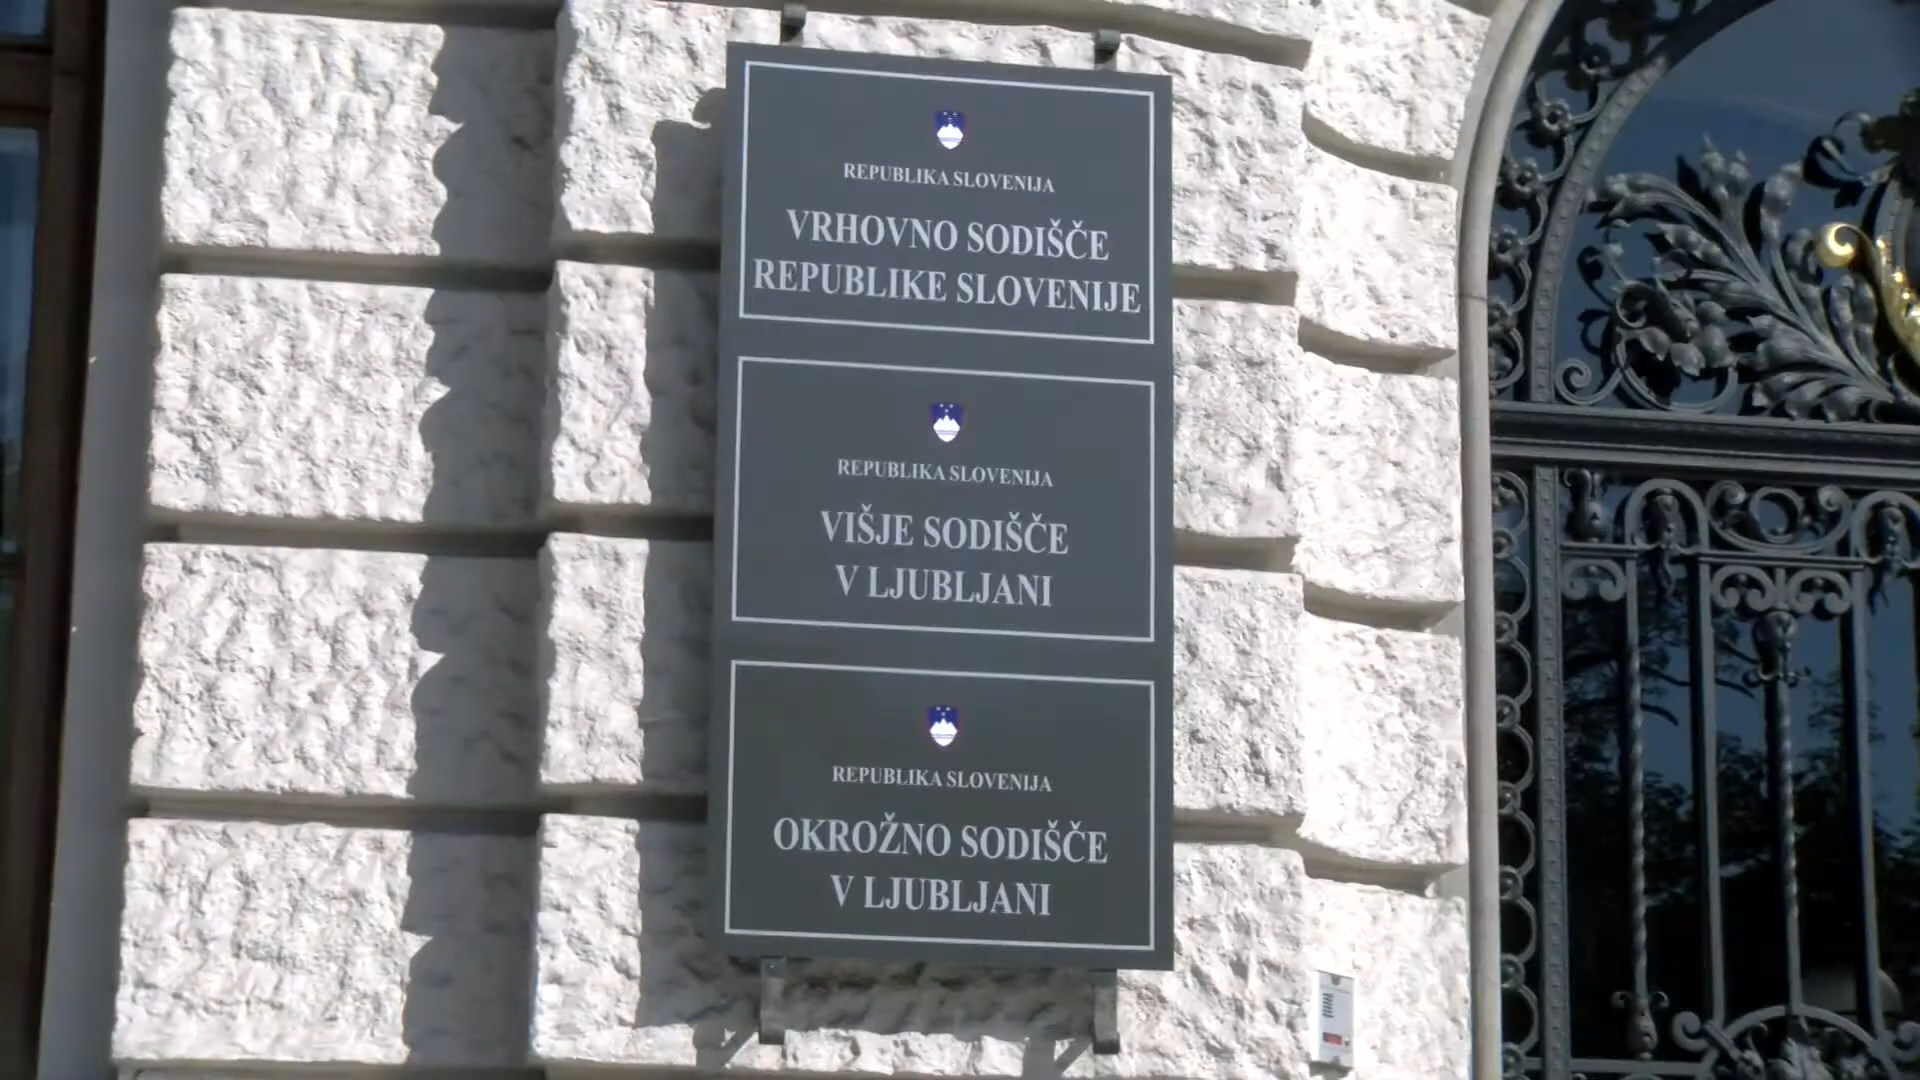 REPUBLIKA SLOVENIJA
VRHOVNO SODIŠČE
REPUBLIKE SLOVENIJE
REPUBLIKA SLOVENIJA
VIŠJE SODIŠČE
V LJUBLJANI
REPUBLIKA SLOVENIJA
OKROŽNO SODIŠČE
V LJUBLJANI